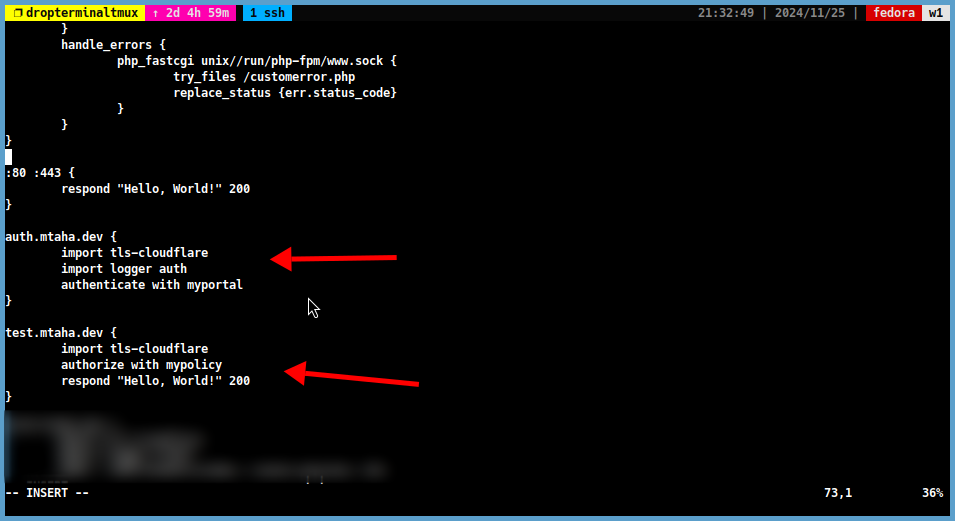 dropterminaltmux ↑ 2d 4h 59m 1 ssh 21:32:49 | 2024/11/25 | fedora w1
}
handle_errors {
php_fastcgi unix//run/php-fpm/www.sock {
try_files /customerror.php
replace_status {err.status_code}
}
}
}
:80 :443 {
respond "Hello, World!" 200
}
auth.mtaha.dev {
import tls-cloudflare
import logger auth
authenticate with myportal
}
test.mtaha.dev {
import tls-cloudflare
authorize with mypolicy
respond "Hello, World!" 200
}
-- INSERT -- 73,1 36%